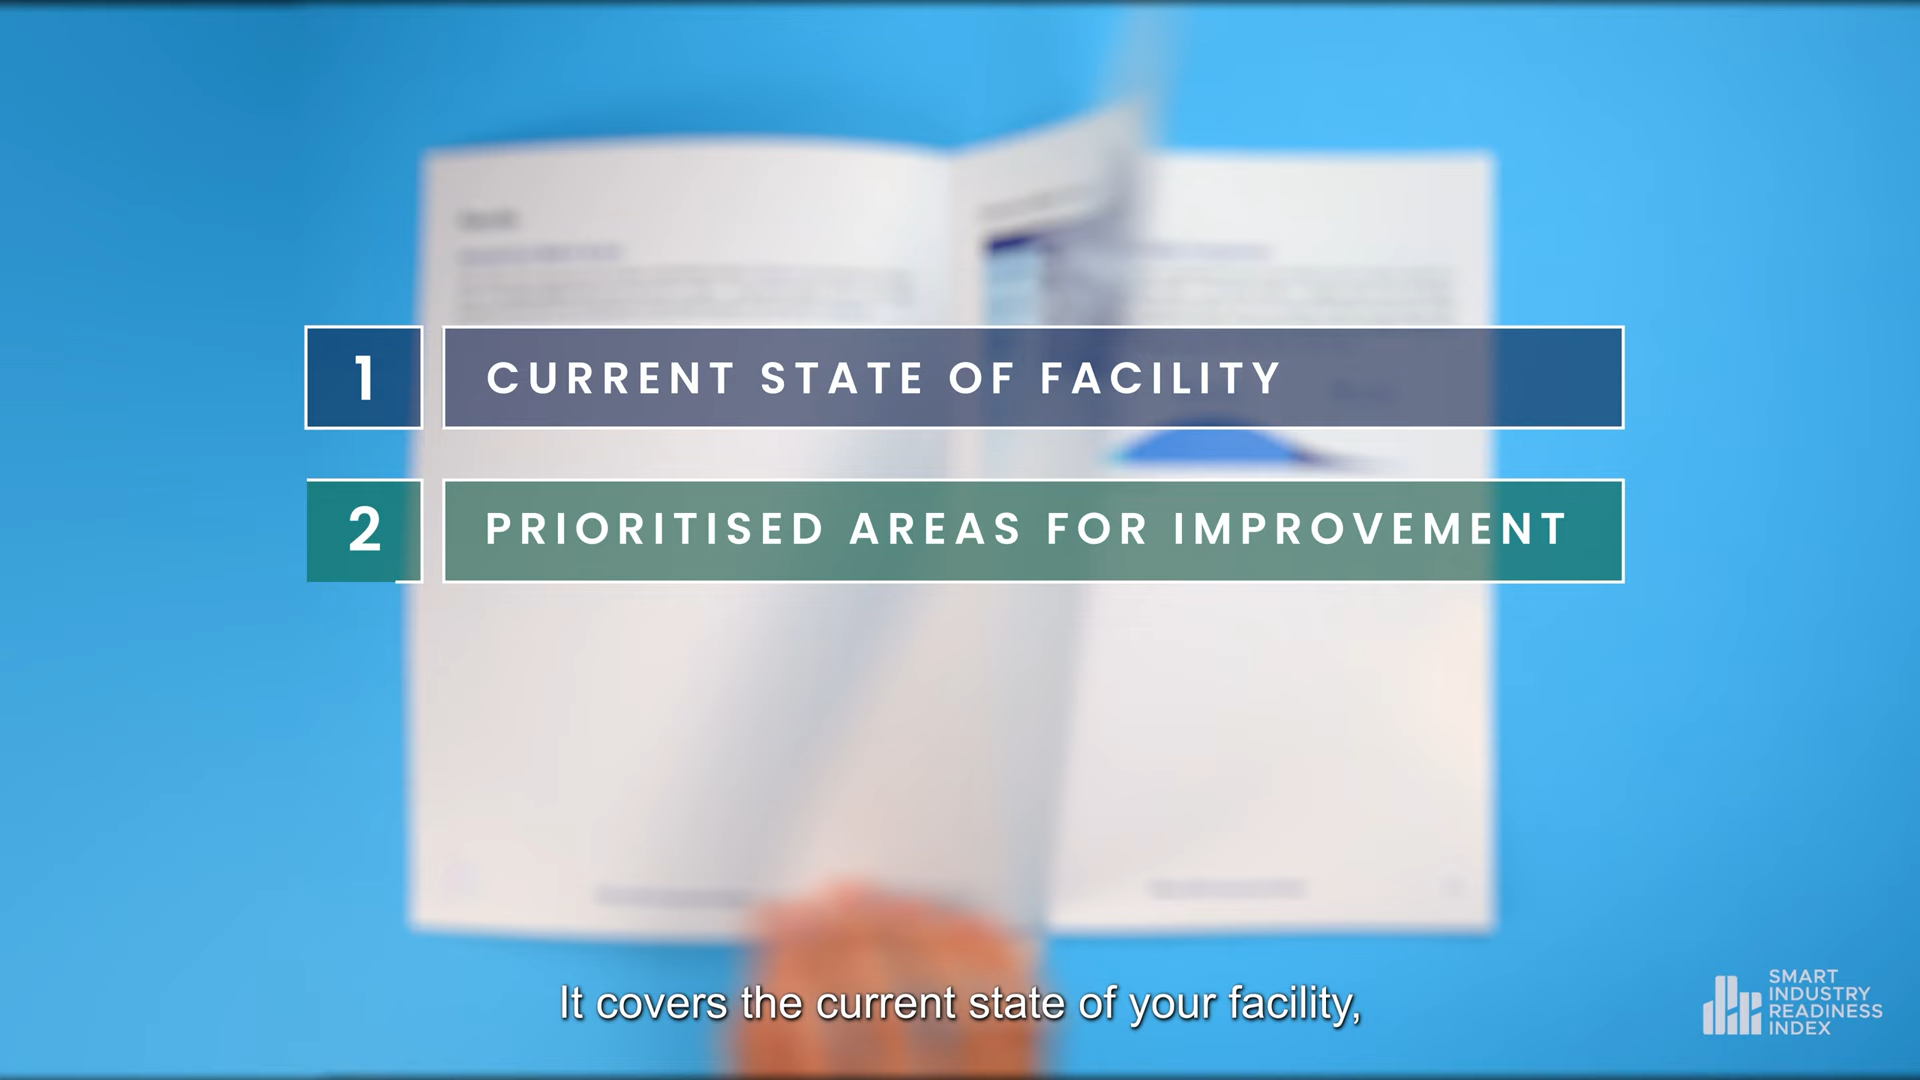 1
CURRENT STATE OF FACILITY
2
PRIORITISED AREAS FOR IMPROVEMENT
It covers the current state of your facility,
SMART
INDUSTRY
READINESS
INDEX